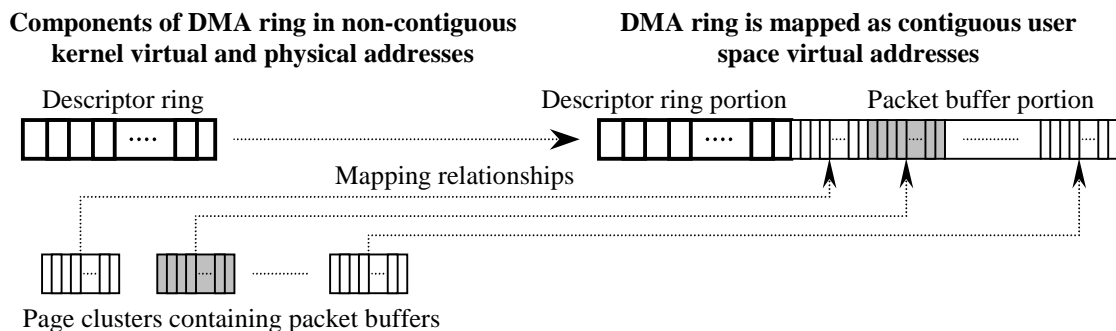 Components of DMA ring in non-contiguous
kernel virtual and physical addresses
DMA ring is mapped as contiguous user
space virtual addresses
Descriptor ring
Descriptor ring portion
Packet buffer portion
Mapping relationships
Page clusters containing packet buffers